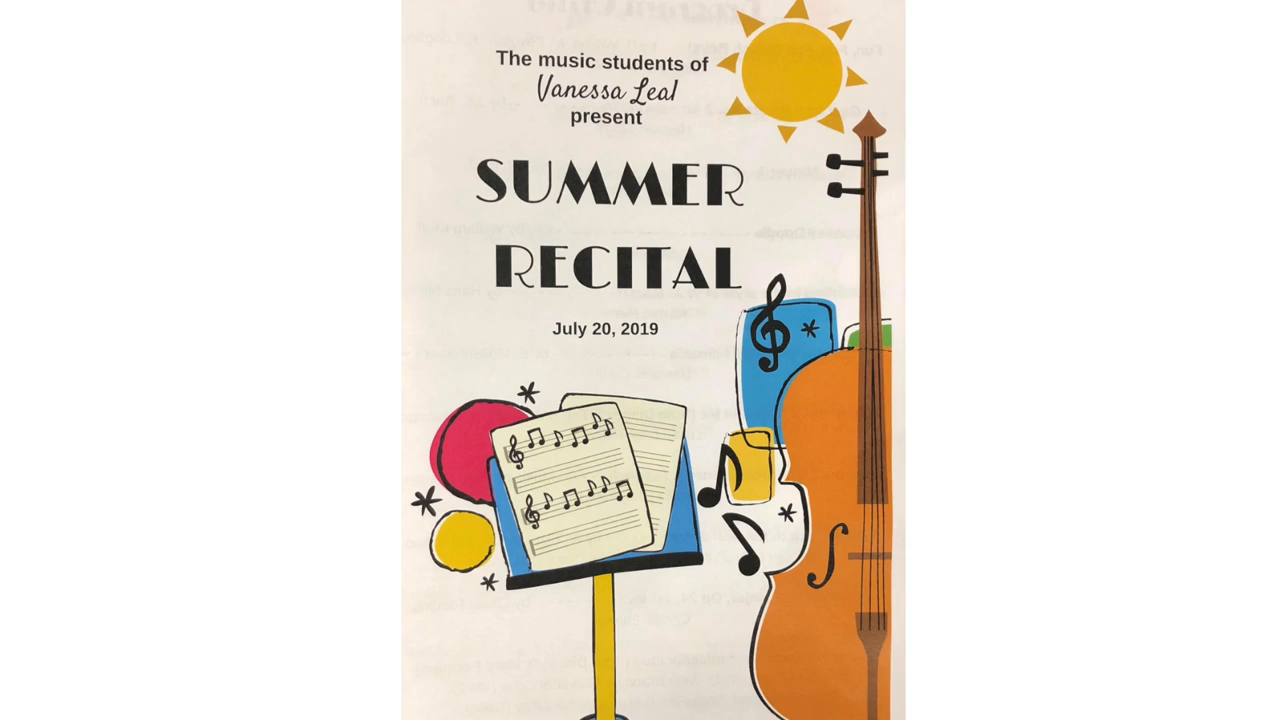 The music students of
Vanessa Leal
present
SUMMER
RECITAL
July 20, 2019